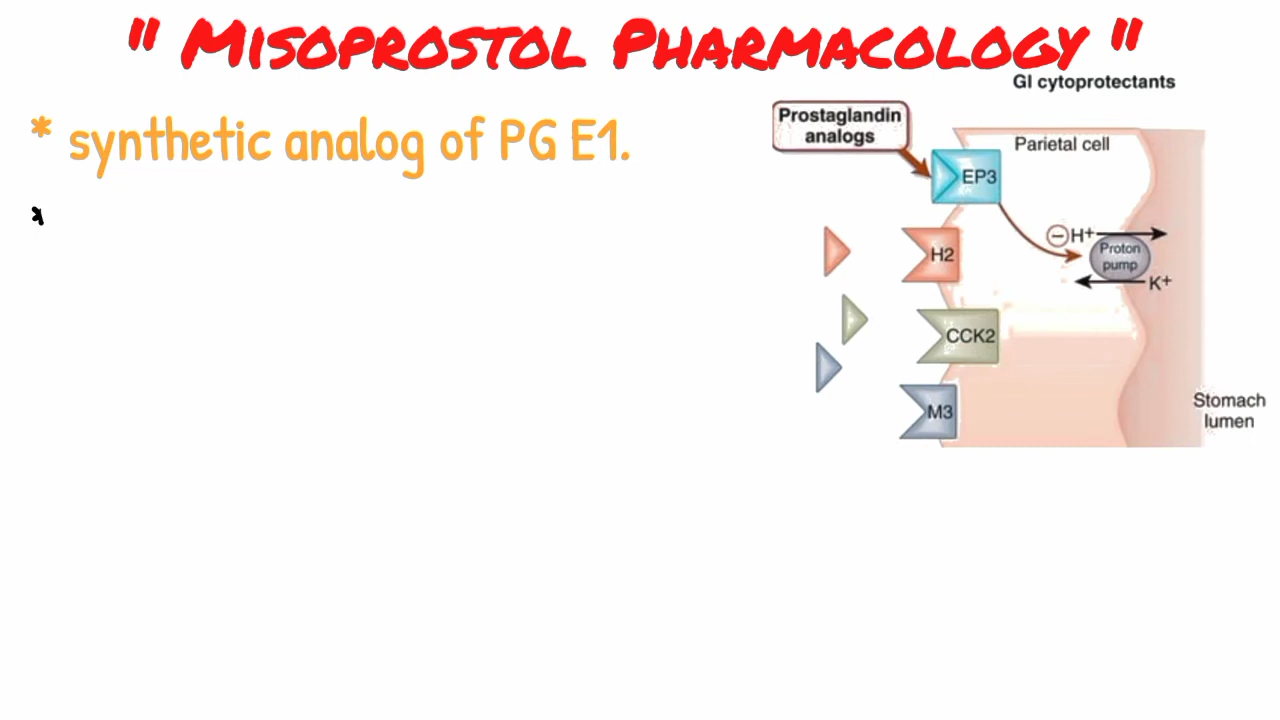 " Misoprostol Pharmacology "
* synthetic analog of PG E1.
*
GI cytoprotectants
Prostaglandin
analogs
Parietal cell
EP3
H+
Proton
pump
K+
H2
CCK2
M3
Stomach
lumen